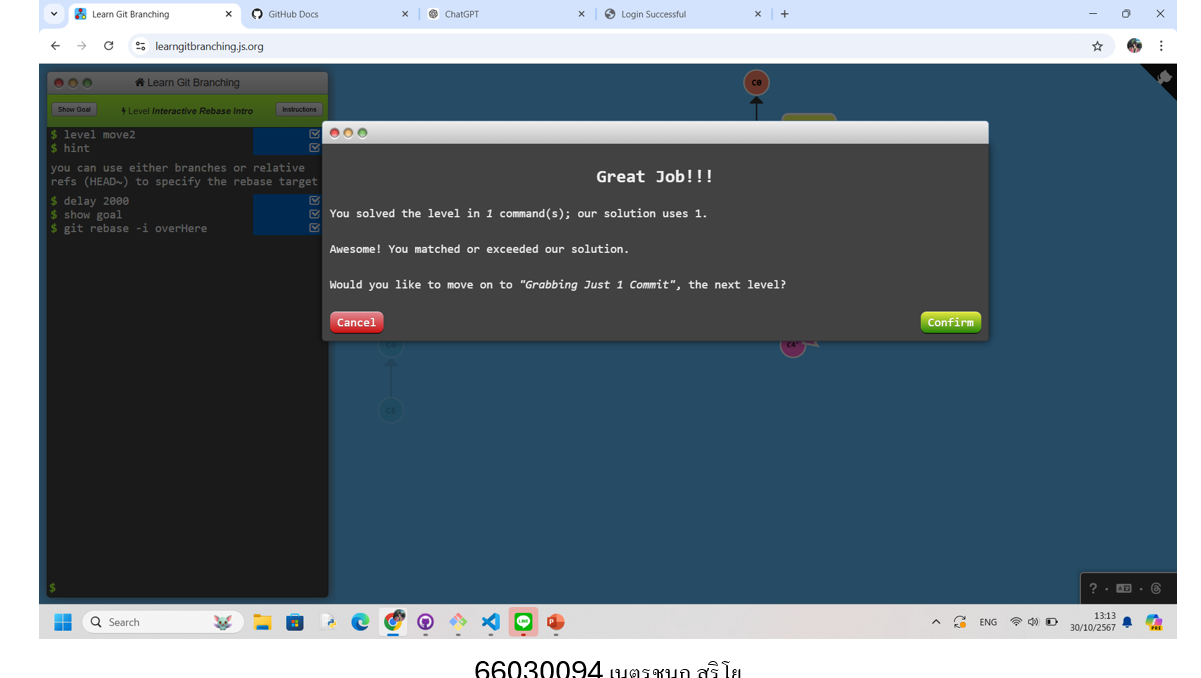 Learn Git Branching
GitHub Docs
ChatGPT
Login Successful
learngitbranching.js.org
Learn Git Branching
Show Goal
Level Interactive Rebase Intro
Instructions
$ level move2
$ hint
you can use either branches or relative
refs (HEAD~) to specify the rebase target
$ delay 2000
$ show goal
$ git rebase -i overHere
$
C0
Great Job!!!
You solved the level in 1 command(s); our solution uses 1.
Awesome! You matched or exceeded our solution.
Would you like to move on to "Grabbing Just 1 Commit", the next level?
Cancel
Confirm
C4'
Search
ENG
13:13
30/10/2567
PRE
66030094 เนตรชนก สุริโย